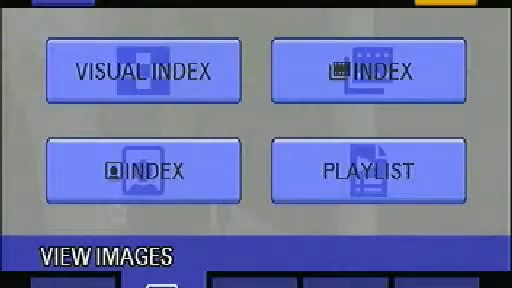 VISUAL INDEX
INDEX
INDEX
PLAYLIST
VIEW IMAGES